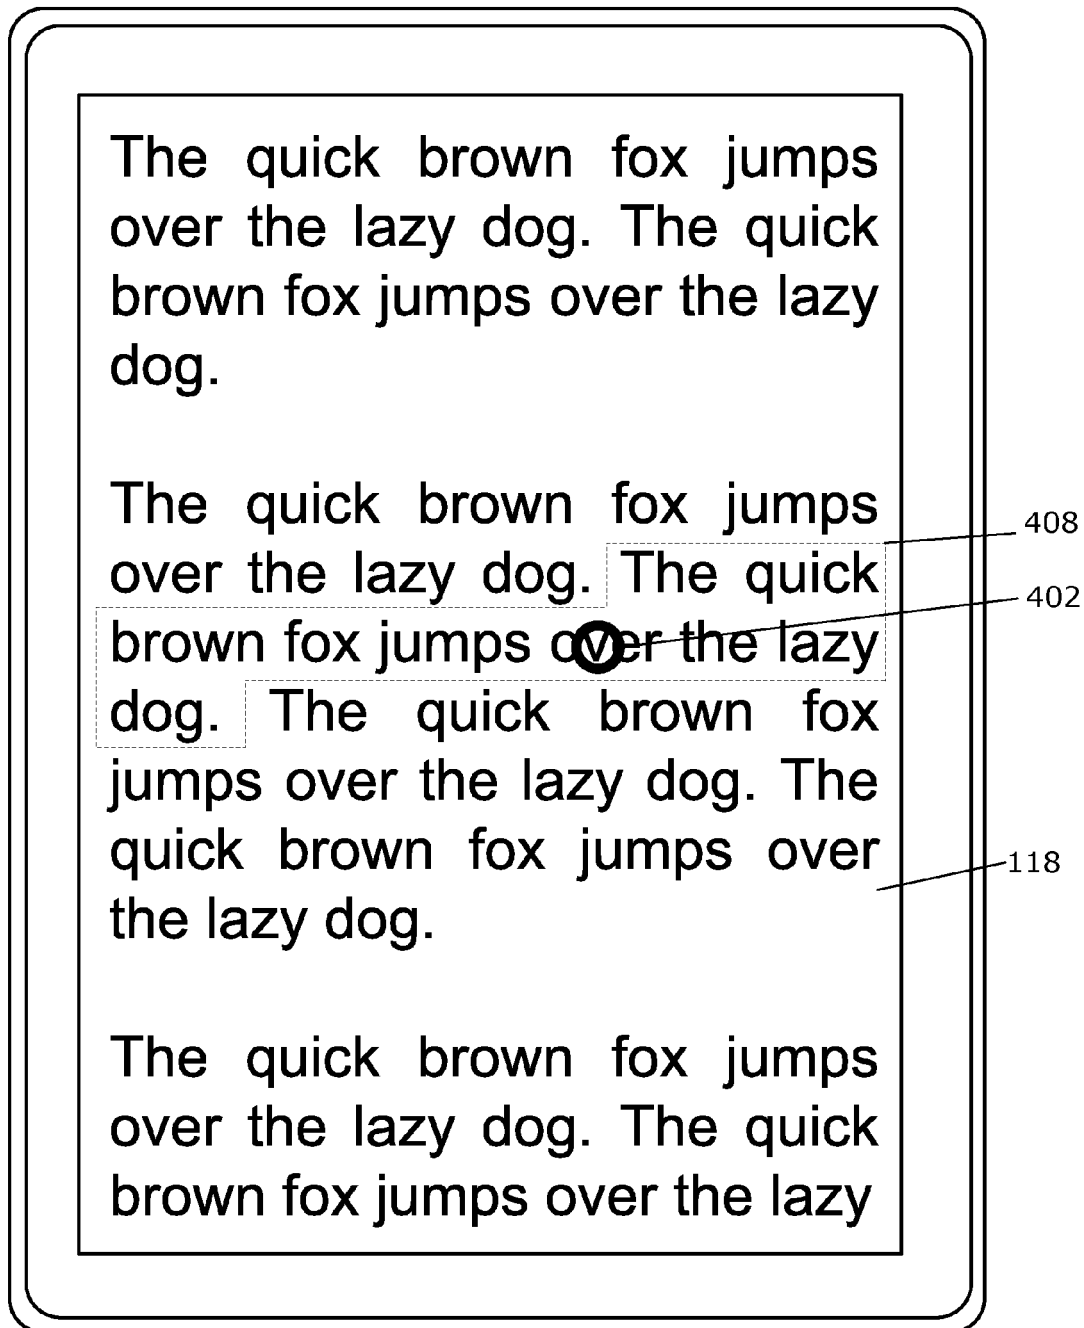 The quick brown fox jumps
over the lazy dog. The quick
brown fox jumps over the lazy
dog.
The quick brown fox jumps
over the lazy dog. The quick
brown fox jumps over the lazy
dog. The quick brown fox
jumps over the lazy dog. The
quick brown fox jumps over
the lazy dog.
The quick brown fox jumps
over the lazy dog. The quick
brown fox jumps over the lazy
408
402
118